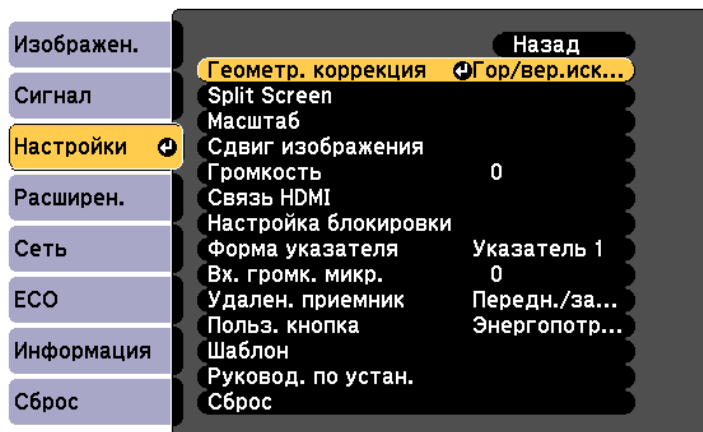 Изображен.
Сигнал
Настройки
Расширен.
Сеть
ECO
Информация
Сброс
Назад
Геометр. коррекция Гор/вер.иск...
Split Screen
Масштаб
Сдвиг изображения
Громкость 0
Связь HDMI
Настройка блокировки
Форма указателя Указатель 1
Вх. громк. микр. 0
Удален. приемник Передн./за...
Польз. кнопка Энергопотр...
Шаблон
Руковод. по устан.
Сброс